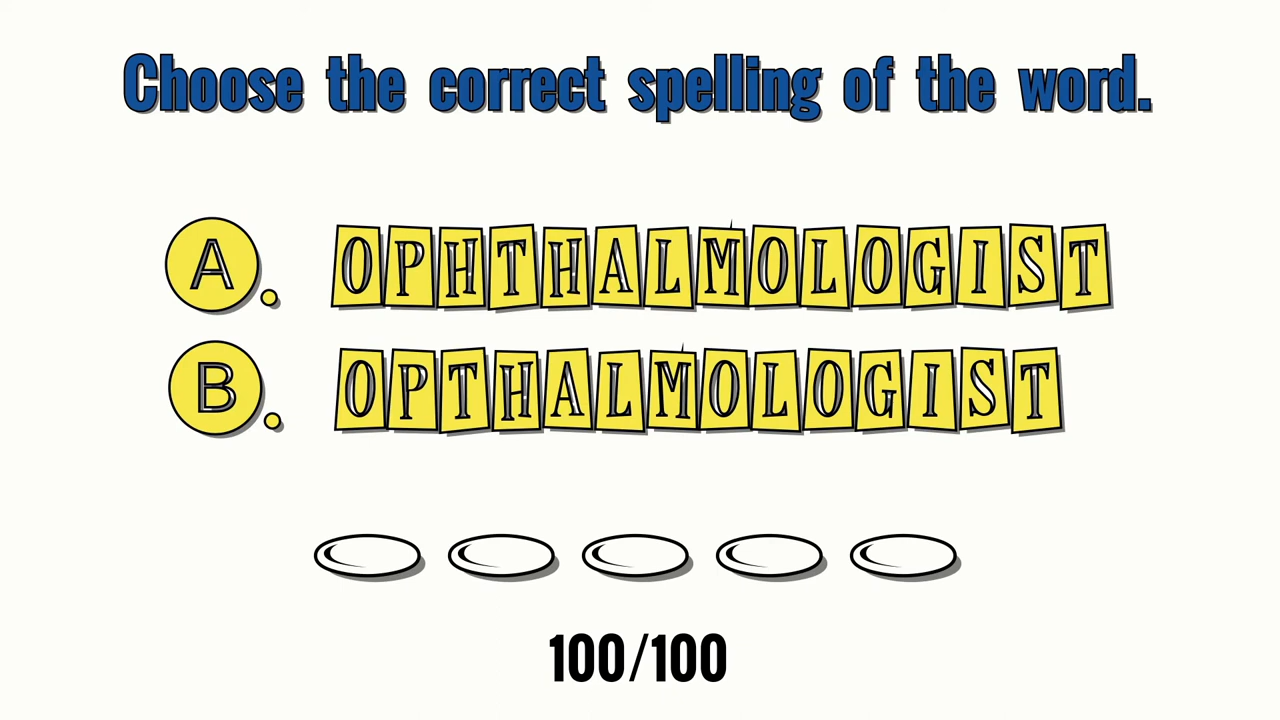 Choose the correct spelling of the word.
A. OPHTHALMOLOGIST
B. OPTHALMOLOGIST
100/100